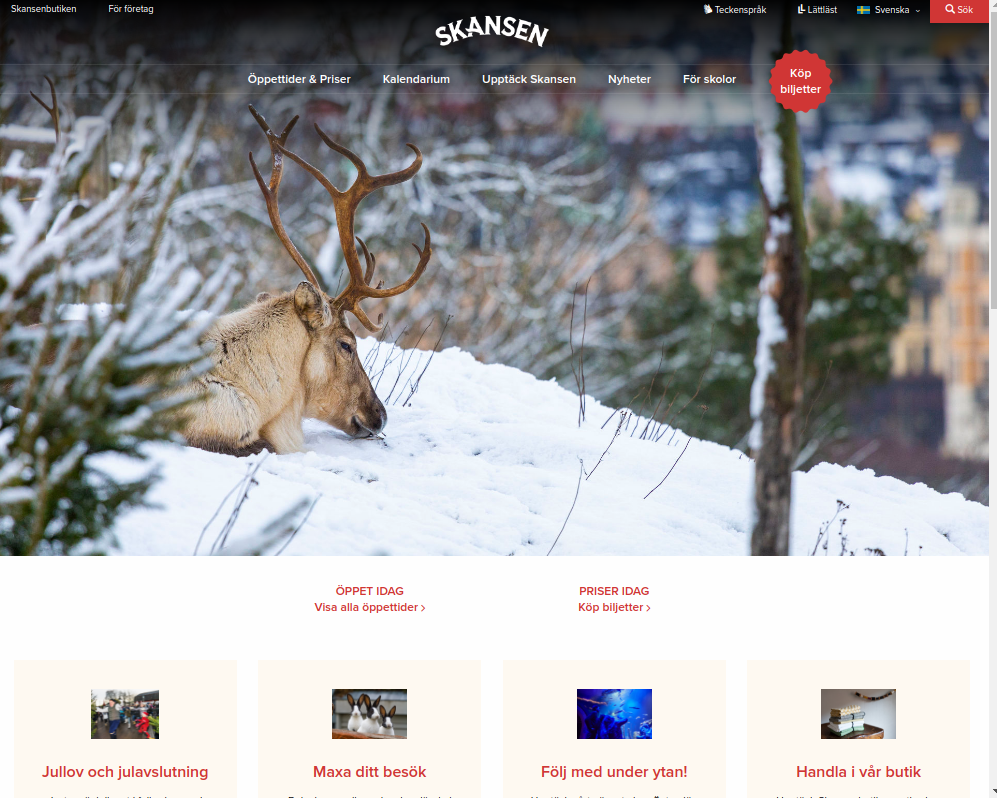 Skansenbutiken
För företag
Teckenspråk
Lättläst
Svenska
Sök
SKANSEN
Öppettider & Priser
Kalendarium
Upptäck Skansen
Nyheter
För skolor
Köp
biljetter
ÖPPET IDAG
Visa alla öppettider
PRISER IDAG
Köp biljetter
Jullov och julavslutning
Maxa ditt besök
Följ med under ytan!
Handla i vår butik